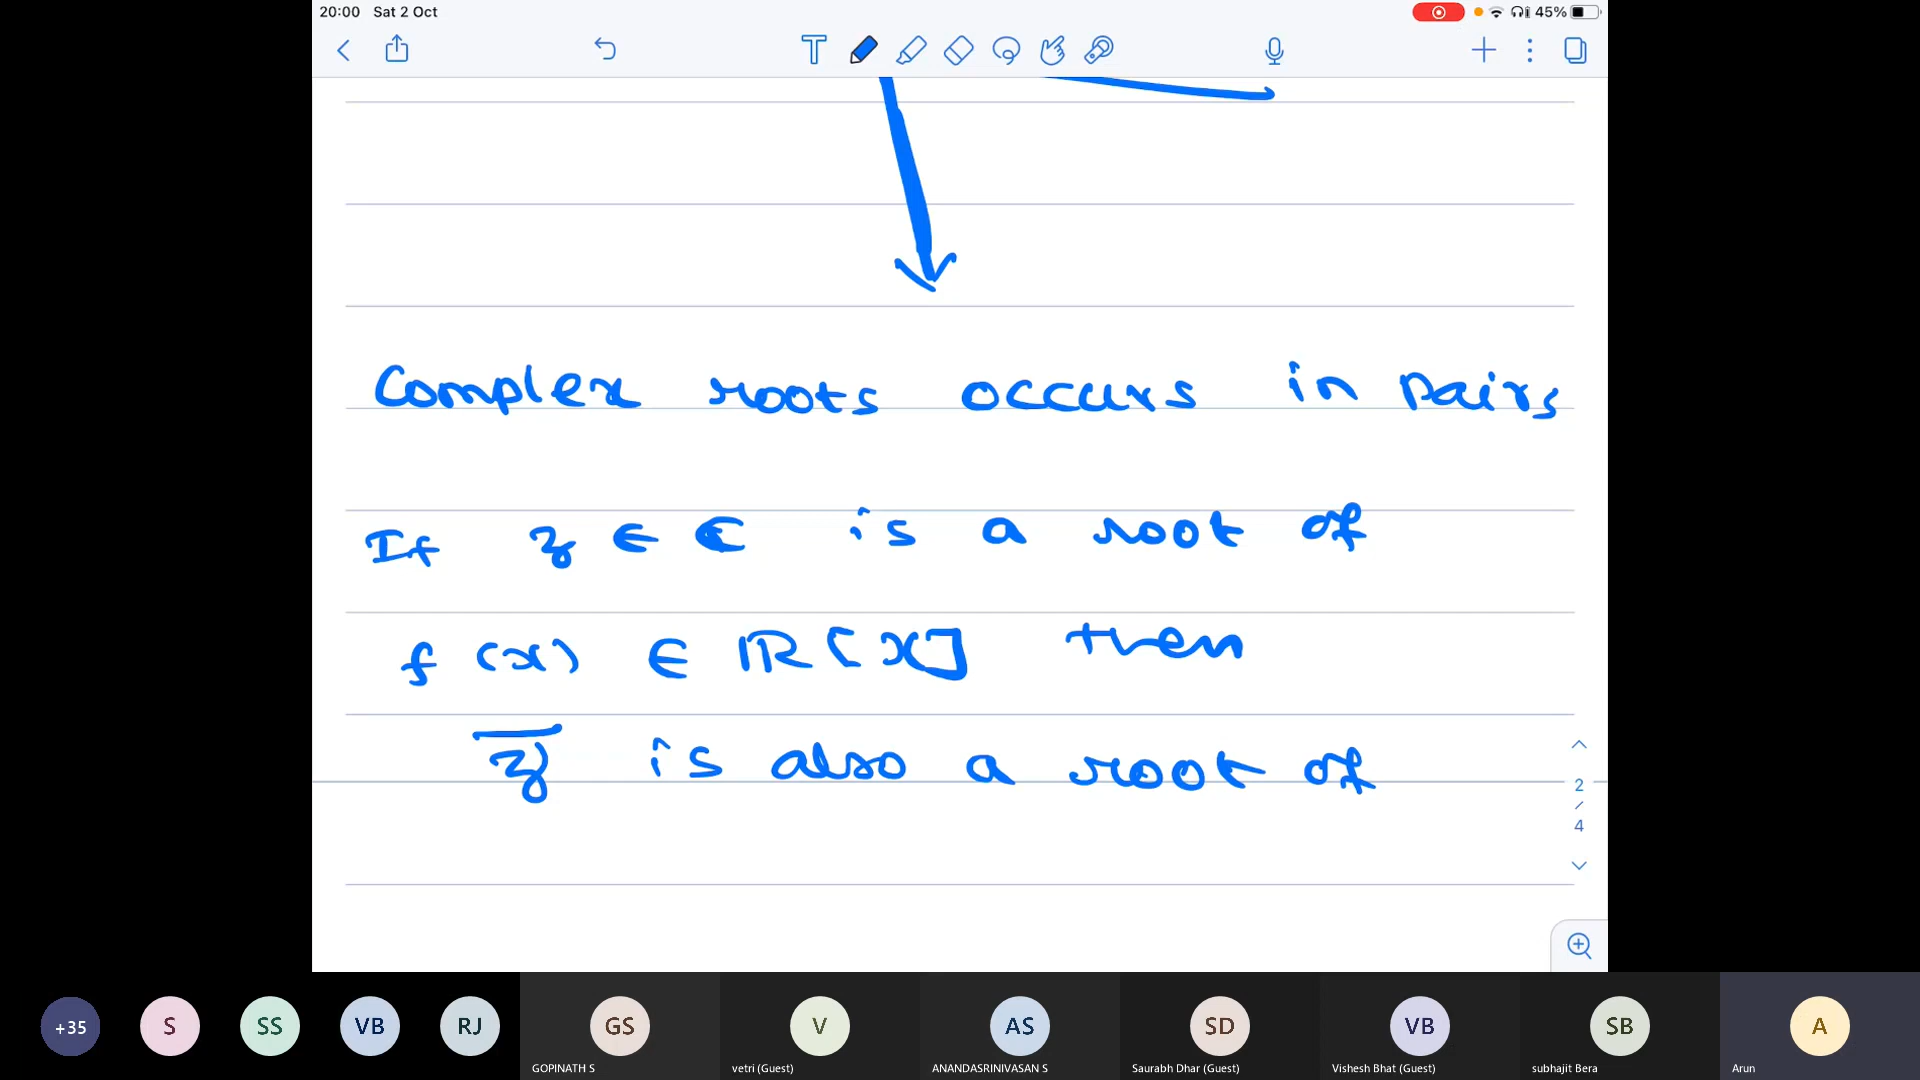 20:00 Sat 2 Oct
45%
T
Complex roots occurs in pairs
If z ∈ ℂ is a root of
f(x) ∈ ℝ[x] then
z̅ is also a root of
2
/
4
+35 S SS VB RJ GS V AS SD VB SB A
GOPINATH S vetri (Guest) ANANDASRINIVASAN S Saurabh Dhar (Guest) Vishesh Bhat (Guest) subhajit Bera Arun